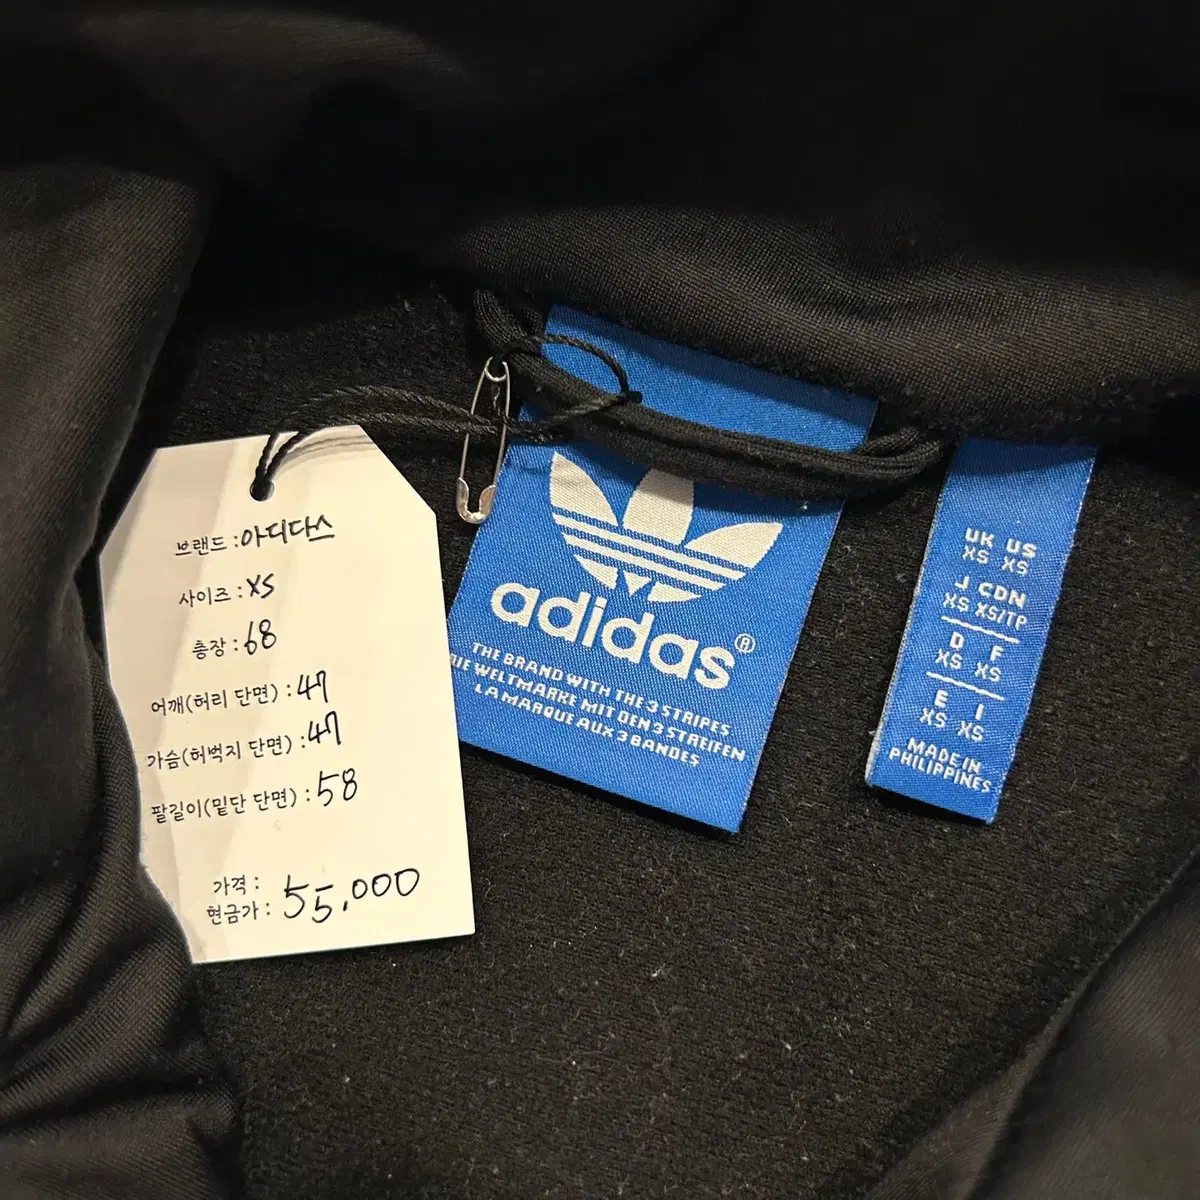 브랜드 : 아디다스
사이즈 : XS
총장 : 68
어깨(허리 단면) : 47
가슴(허벅지 단면) : 47
팔길이(밑단 단면) : 58
가격 :
현금가 : 55,000
adidas®
THE BRAND WITH THE 3 STRIPES
DIE WELTMARKE MIT DEN 3 STREIFEN
LA MARQUE AUX 3 BANDES
UK US
XS XS
J CDN
XS XS/TP
D F
XS XS
E I
XS XS
MADE IN
PHILIPPINES